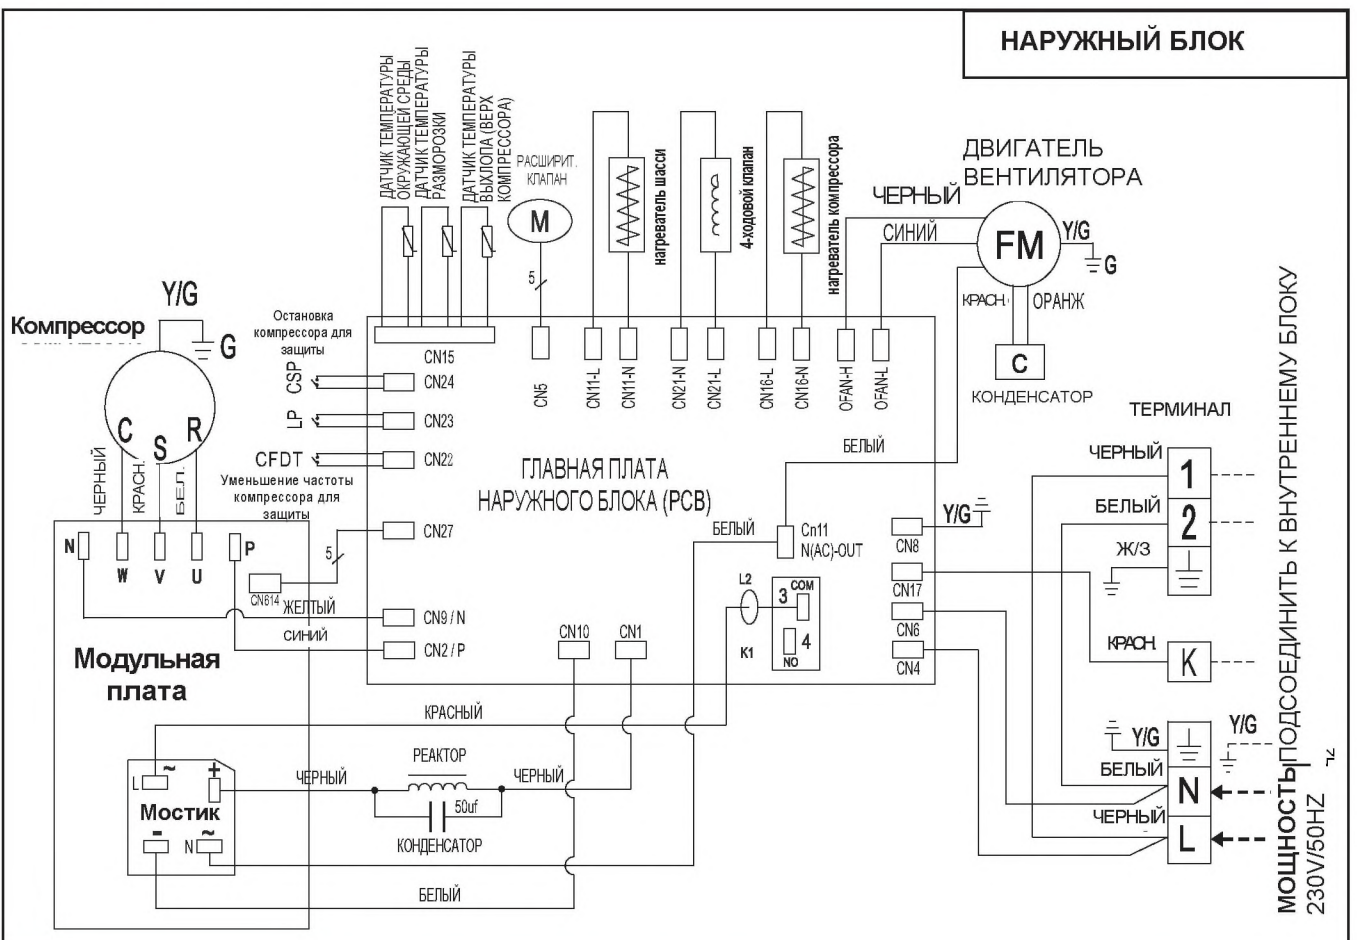 НАРУЖНЫЙ БЛОК
ДАТЧИК ТЕМПЕРАТУРЫ
ОКРУЖАЮЩЕЙ СРЕДЫ
ДАТЧИК ТЕМПЕРАТУРЫ
РАЗМОРОЗКИ
ДАТЧИК ТЕМПЕРАТУРЫ
ВЫХЛОПА (ВЕРХ
КОМПРЕССОРА)
РАСШИРИТ.
КЛАПАН
M
5
нагреватель шасси
4-ходовой клапан
нагреватель компрессора
ДВИГАТЕЛЬ
ВЕНТИЛЯТОРА
ЧЕРНЫЙ
СИНИЙ
FM
Y/G
G
КРАСН.
ОРАНЖ
C
КОНДЕНСАТОР
Y/G
G
Компрессор
C
S
R
ЧЕРНЫЙ
КРАСН.
БЕЛ.
Остановка
компрессора для
защиты
CSP
LP
CFDT
Уменьшение частоты
компрессора для
защиты
CN15
CN24
CN23
CN22
CN27
CN9 / N
CN2 / P
CN5
CN11-L
CN11-N
CN21-N
CN21-L
CN16-L
CN16-N
OFAN-H
OFAN-L
ГЛАВНАЯ ПЛАТА
НАРУЖНОГО БЛОКА (PCB)
БЕЛЫЙ
БЕЛЫЙ
Cn11
N(AC)-OUT
Y/G
CN8
CN17
CN6
CN4
L2
K1
3
COM
4
NO
CN10
CN1
N
W
V
U
P
5
CN614
ЖЕЛТЫЙ
СИНИЙ
Модульная
плата
КРАСНЫЙ
РЕАКТОР
ЧЕРНЫЙ
ЧЕРНЫЙ
50uf
КОНДЕНСАТОР
БЕЛЫЙ
L
~
+
Мостик
-
~
N
ТЕРМИНАЛ
ЧЕРНЫЙ
1
БЕЛЫЙ
2
Ж/З
КРАСН.
K
Y/G
Y/G
БЕЛЫЙ
N
ЧЕРНЫЙ
L
ПОДСОЕДИНИТЬ К ВНУТРЕННЕМУ БЛОКУ
МОЩНОСТЬ
230V/50HZ